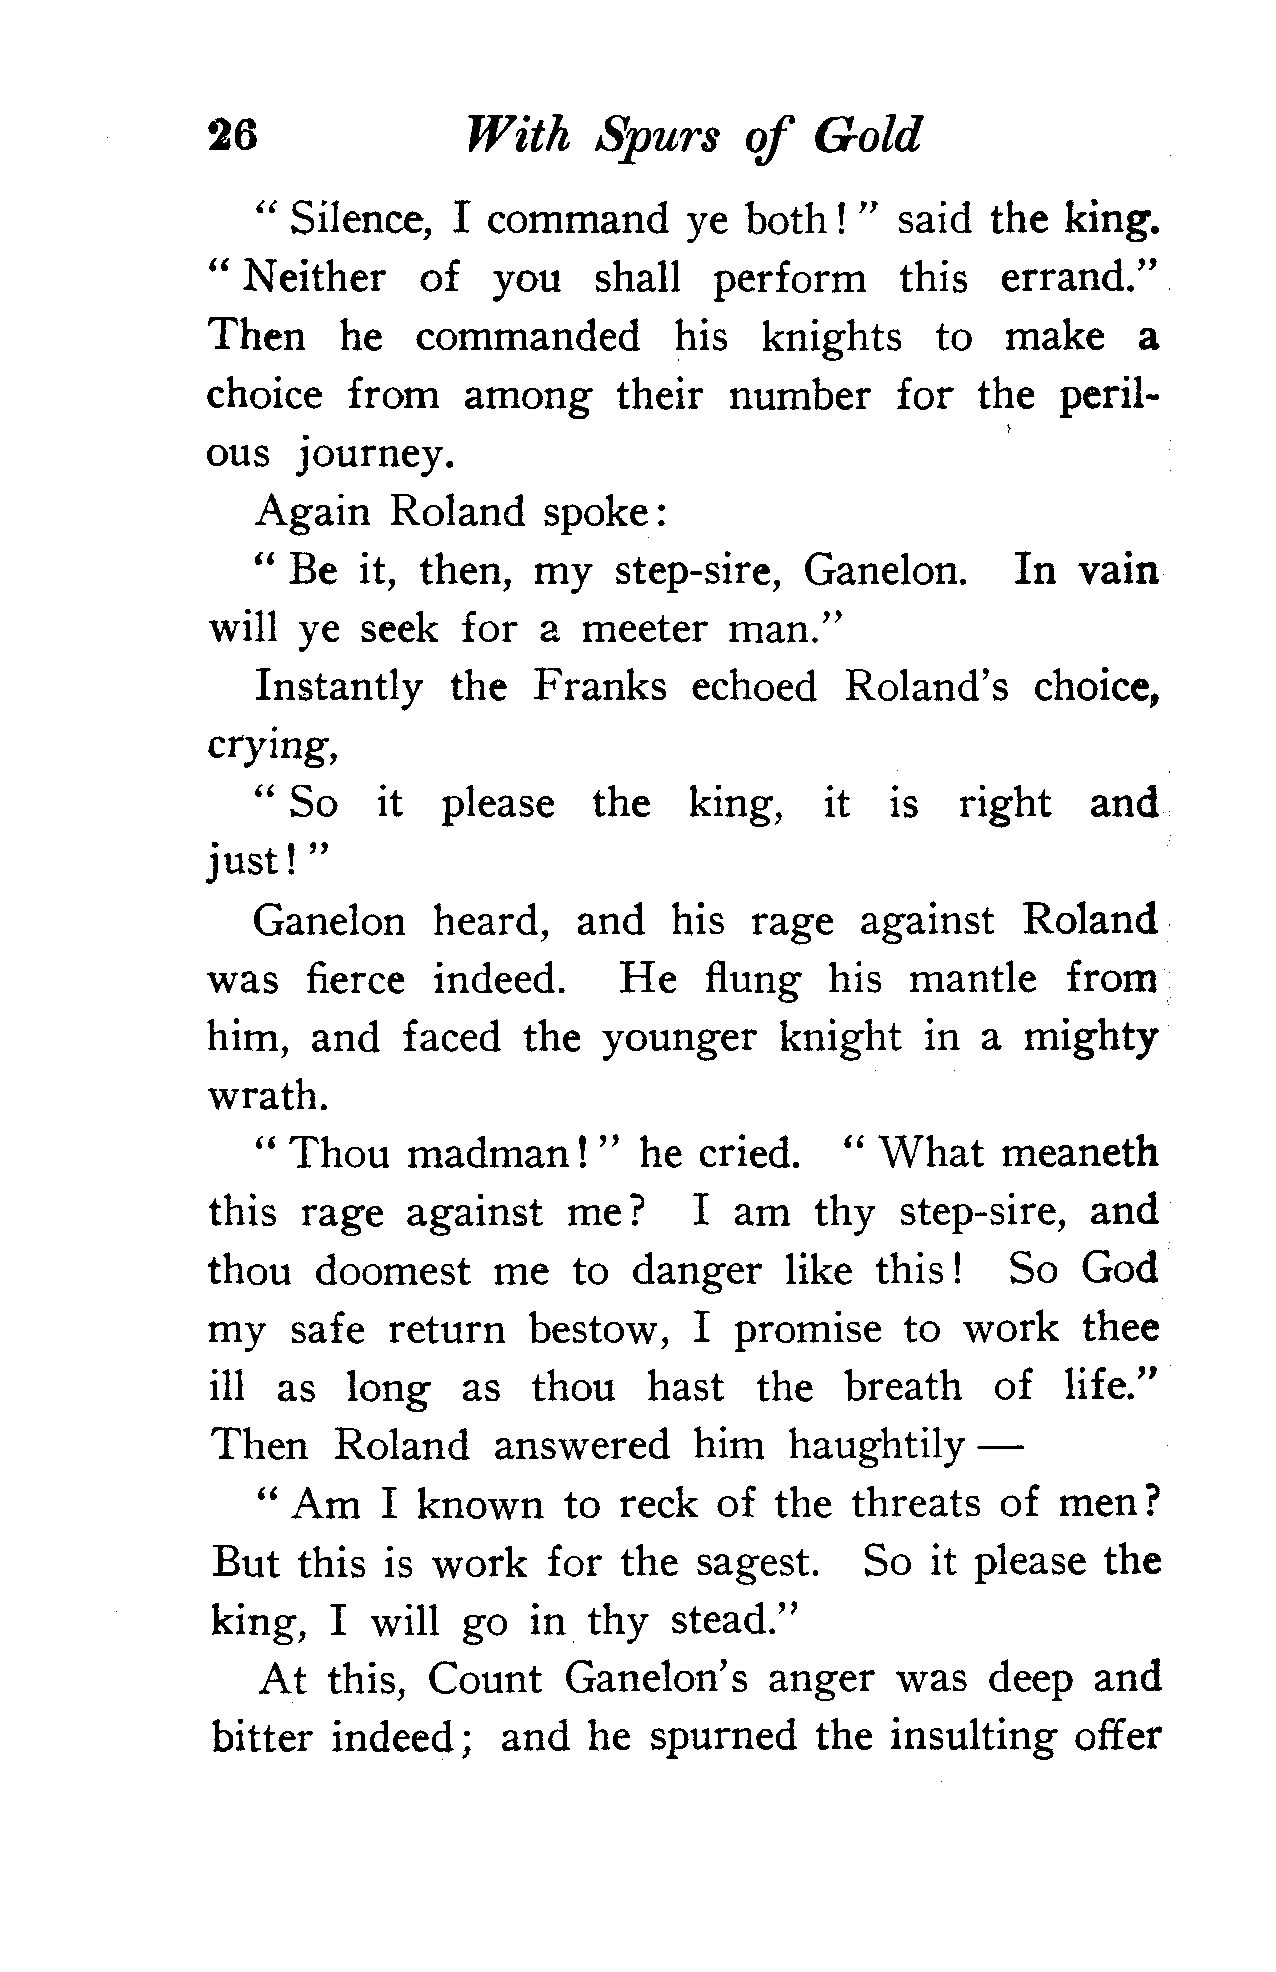 26 With Spurs of Gold
" Silence, I command ye both ! " said the king.
" Neither of you shall perform this errand."
Then he commanded his knights to make a
choice from among their number for the peril-
ous journey.
Again Roland spoke :
" Be it, then, my step-sire, Ganelon. In vain
will ye seek for a meeter man."
Instantly the Franks echoed Roland's choice,
crying,
" So it please the king, it is right and
just ! "
Ganelon heard, and his rage against Roland
was fierce indeed. He flung his mantle from
him, and faced the younger knight in a mighty
wrath.
" Thou madman ! " he cried. " What meaneth
this rage against me ? I am thy step-sire, and
thou doomest me to danger like this ! So God
my safe return bestow, I promise to work thee
ill as long as thou hast the breath of life."
Then Roland answered him haughtily —
" Am I known to reck of the threats of men ?
But this is work for the sagest. So it please the
king, I will go in thy stead."
At this, Count Ganelon's anger was deep and
bitter indeed ; and he spurned the insulting offer